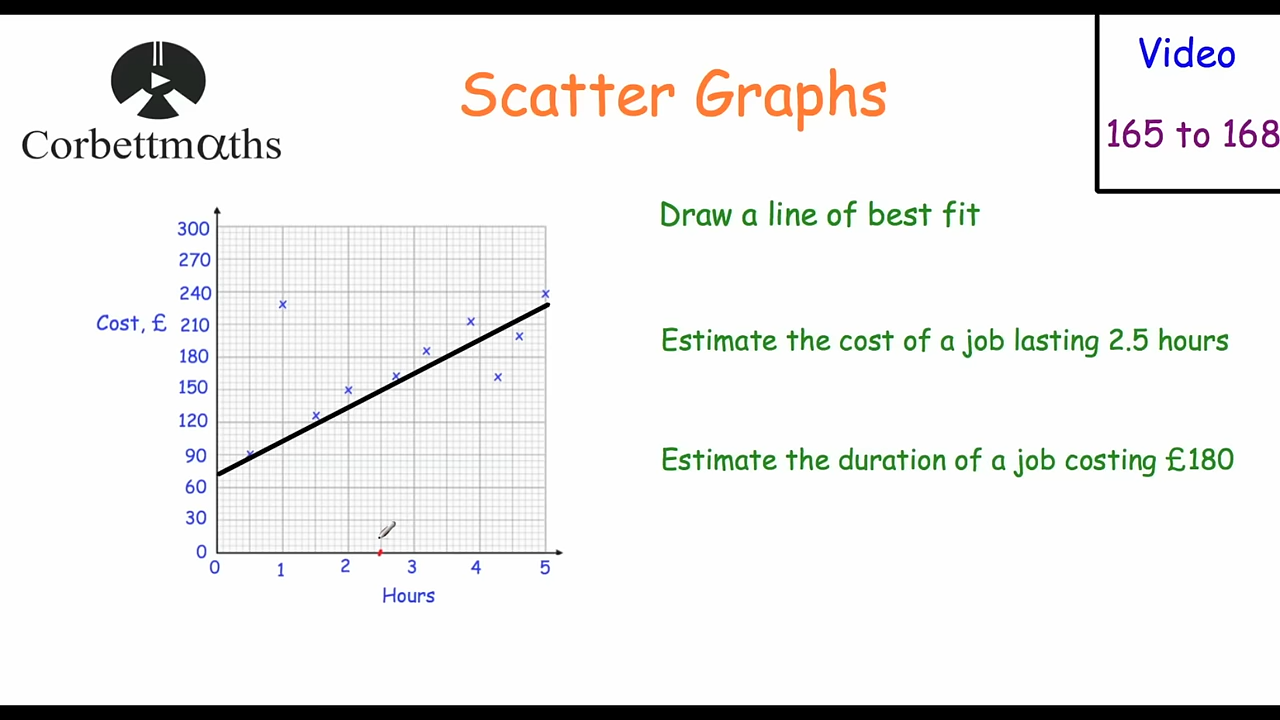 Corbettmαths
Scatter Graphs
Video
165 to 168
Draw a line of best fit
Estimate the cost of a job lasting 2.5 hours
Estimate the duration of a job costing £180
Cost, £
300
270
240
210
180
150
120
90
60
30
0
0 1 2 3 4 5
Hours